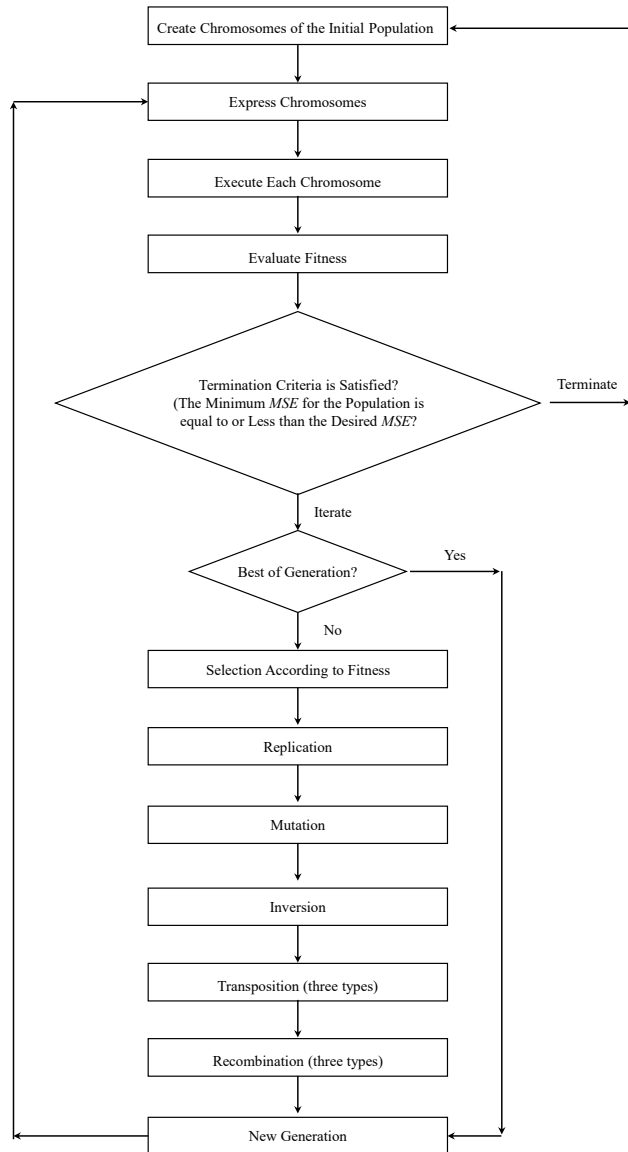 Create Chromosomes of the Initial Population
Express Chromosomes
Execute Each Chromosome
Evaluate Fitness
Termination Criteria is Satisfied?
(The Minimum MSE for the Population is
equal to or Less than the Desired MSE?
Terminate
Iterate
Best of Generation?
Yes
No
Selection According to Fitness
Replication
Mutation
Inversion
Transposition (three types)
Recombination (three types)
New Generation